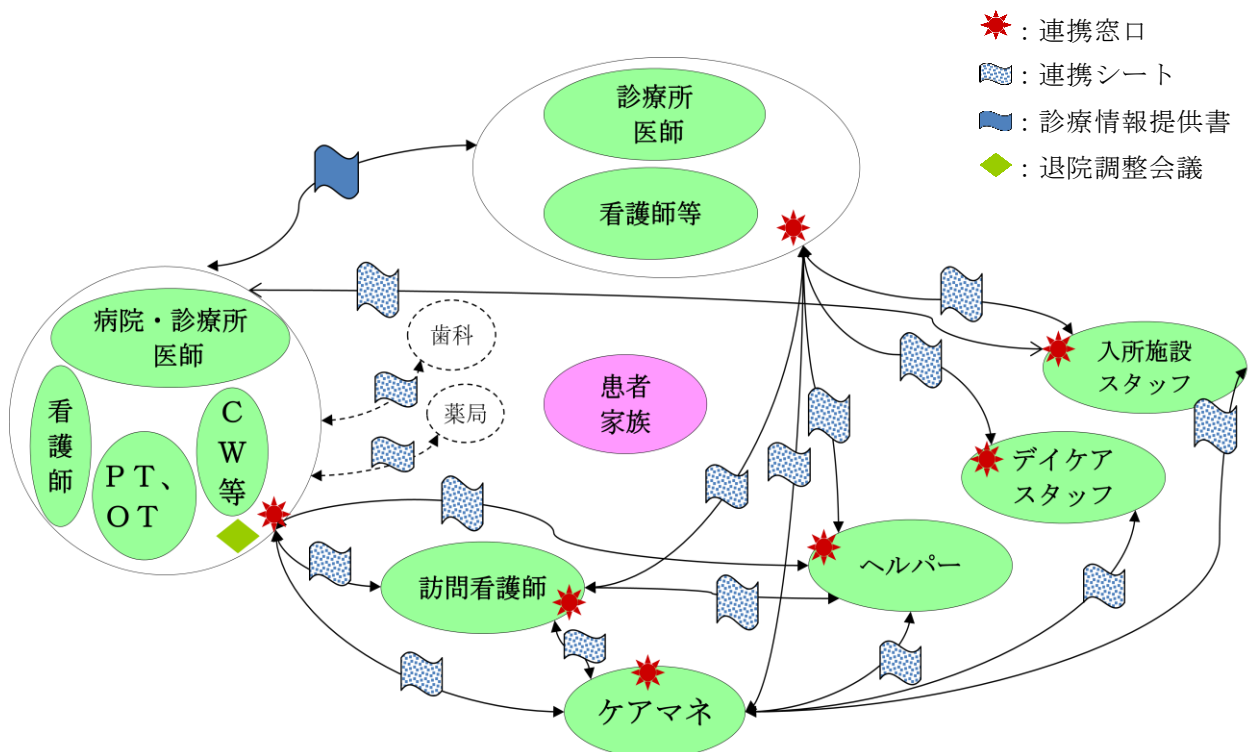 ：連携窓口
：連携シート
：診療情報提供書
：退院調整会議
診療所
医師
看護師等
病院・診療所
医師
看護師
PT、
OT
CW等
歯科
薬局
患者
家族
入所施設
スタッフ
デイケア
スタッフ
ヘルパー
訪問看護師
ケアマネ